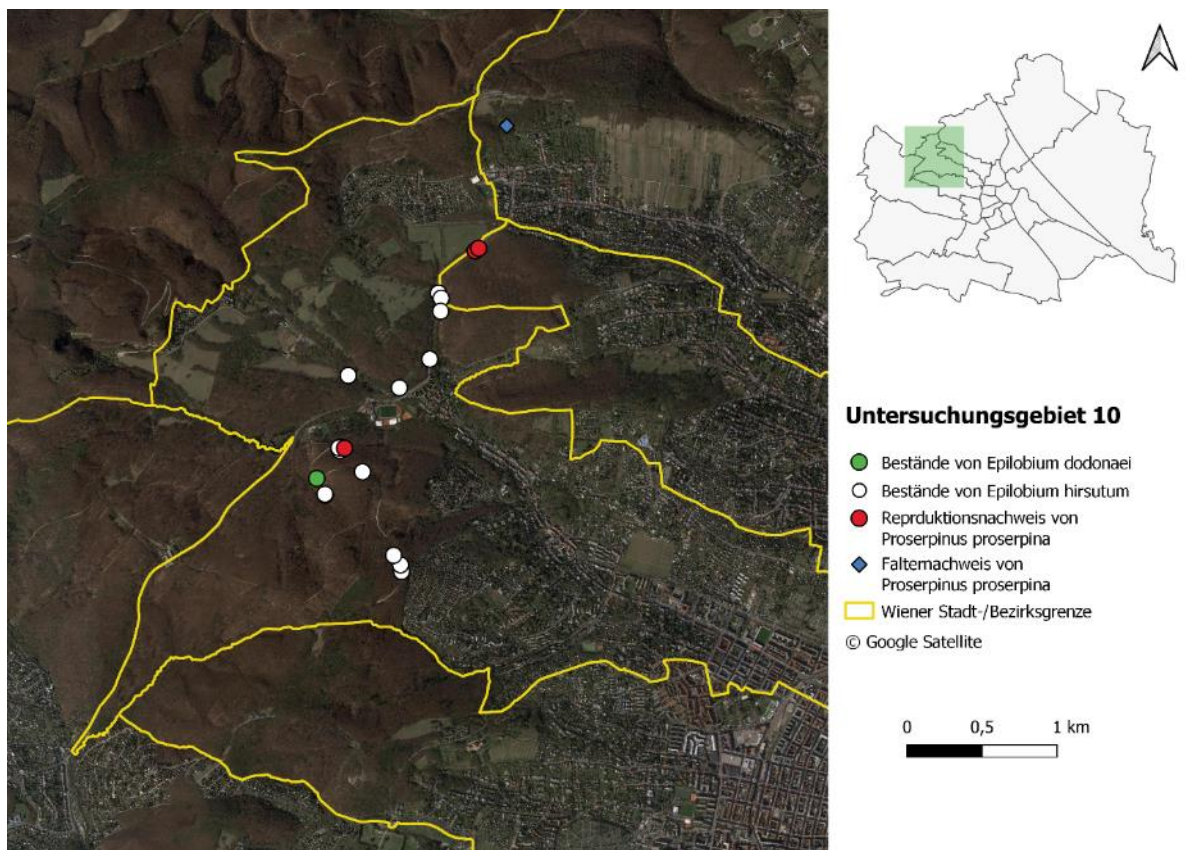 Untersuchungsgebiet 10
Bestände von Epilobium dodonaei
Bestände von Epilobium hirsutum
Reprduktionsnachweis von
Proserpinus proserpina
Falternachweis von
Proserpinus proserpina
Wiener Stadt-/Bezirksgrenze
© Google Satellite
0 0,5 1 km